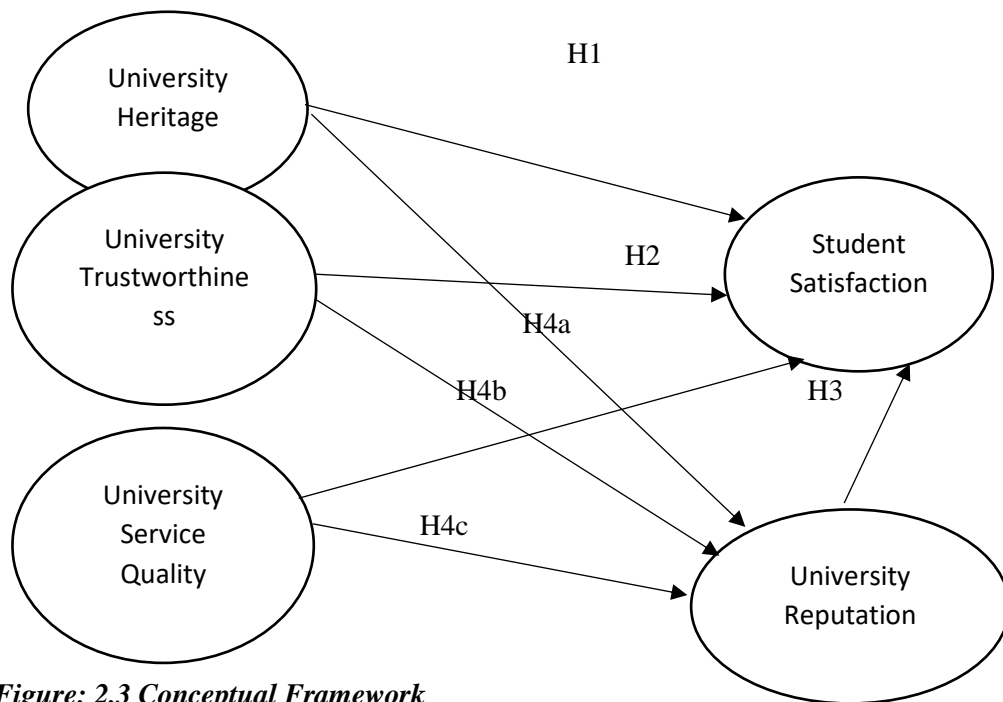 University
Heritage
H1
University
Trustworthine
ss
H2
Student
Satisfaction
H4a
H4b
H3
University
Service
Quality
H4c
University
Reputation
Figure: 2.3 Conceptual Framework